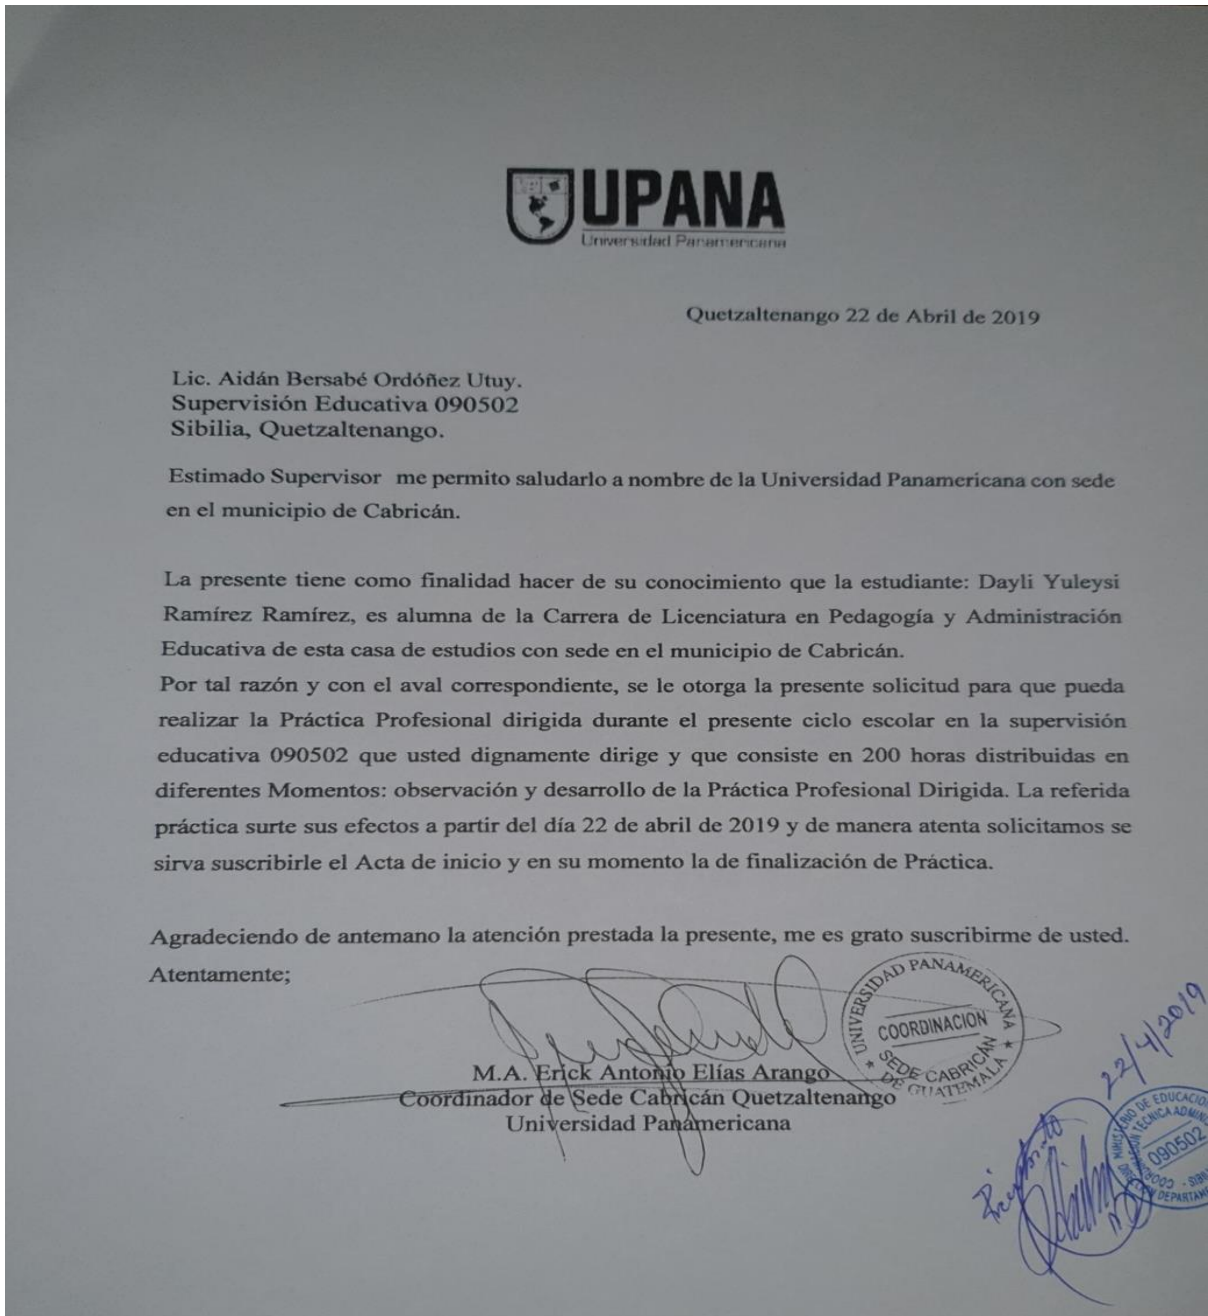 UPANA
Universidad Panamericana
Quetzaltenango 22 de Abril de 2019
Lic. Aidán Bersabé Ordóñez Utuy.
Supervisión Educativa 090502
Sibilia, Quetzaltenango.
Estimado Supervisor me permito saludarlo a nombre de la Universidad Panamericana con sede
en el municipio de Cabricán.
La presente tiene como finalidad hacer de su conocimiento que la estudiante: Dayli Yuleysi
Ramírez Ramírez, es alumna de la Carrera de Licenciatura en Pedagogía y Administración
Educativa de esta casa de estudios con sede en el municipio de Cabricán.
Por tal razón y con el aval correspondiente, se le otorga la presente solicitud para que pueda
realizar la Práctica Profesional dirigida durante el presente ciclo escolar en la supervisión
educativa 090502 que usted dignamente dirige y que consiste en 200 horas distribuidas en
diferentes Momentos: observación y desarrollo de la Práctica Profesional Dirigida. La referida
práctica surte sus efectos a partir del día 22 de abril de 2019 y de manera atenta solicitamos se
sirva suscribirle el Acta de inicio y en su momento la de finalización de Práctica.
Agradeciendo de antemano la atención prestada la presente, me es grato suscribirme de usted.
Atentamente;
UNIVERSIDAD PANAMERICANA
COORDINACION
SEDE CABRICÁN
DE GUATEMALA
M.A. Erick Antonio Elías Arango
Coordinador de Sede Cabricán Quetzaltenango
Universidad Panamericana
22/4/2019
MINISTERIO DE EDUCACION
090502